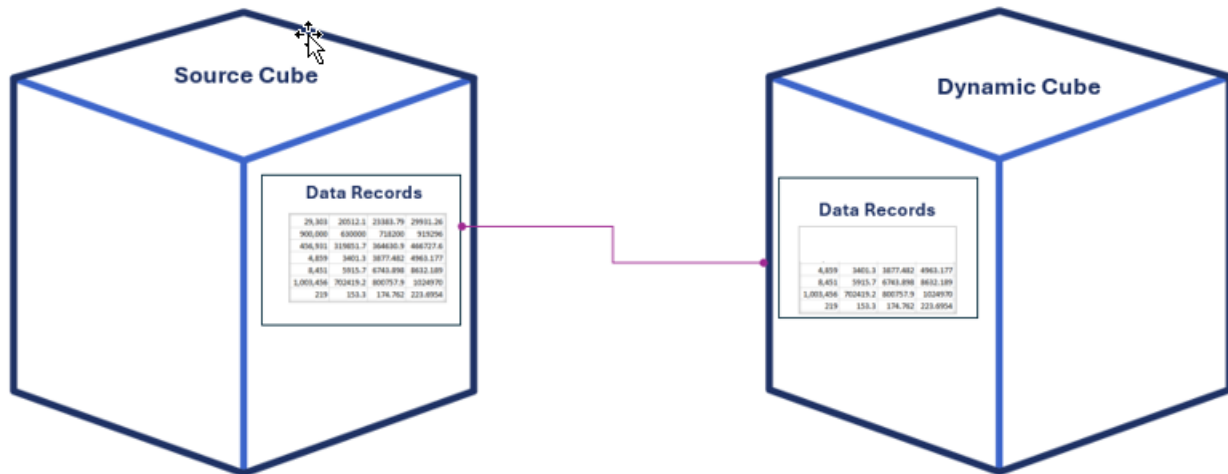 Source Cube
Data Records
29,303 20512.1 23383.79 29931.26
900,000 630000 718200 919296
456,931 319851.7 364630.9 466727.6
4,859 3401.3 3877.482 4963.177
8,451 5915.7 6743.898 8632.189
1,003,456 702419.2 800757.9 1024970
219 153.3 174.762 223.6954
Dynamic Cube
Data Records
4,859 3401.3 3877.482 4963.177
8,451 5915.7 6743.898 8632.189
1,003,456 702419.2 800757.9 1024970
219 153.3 174.762 223.6954